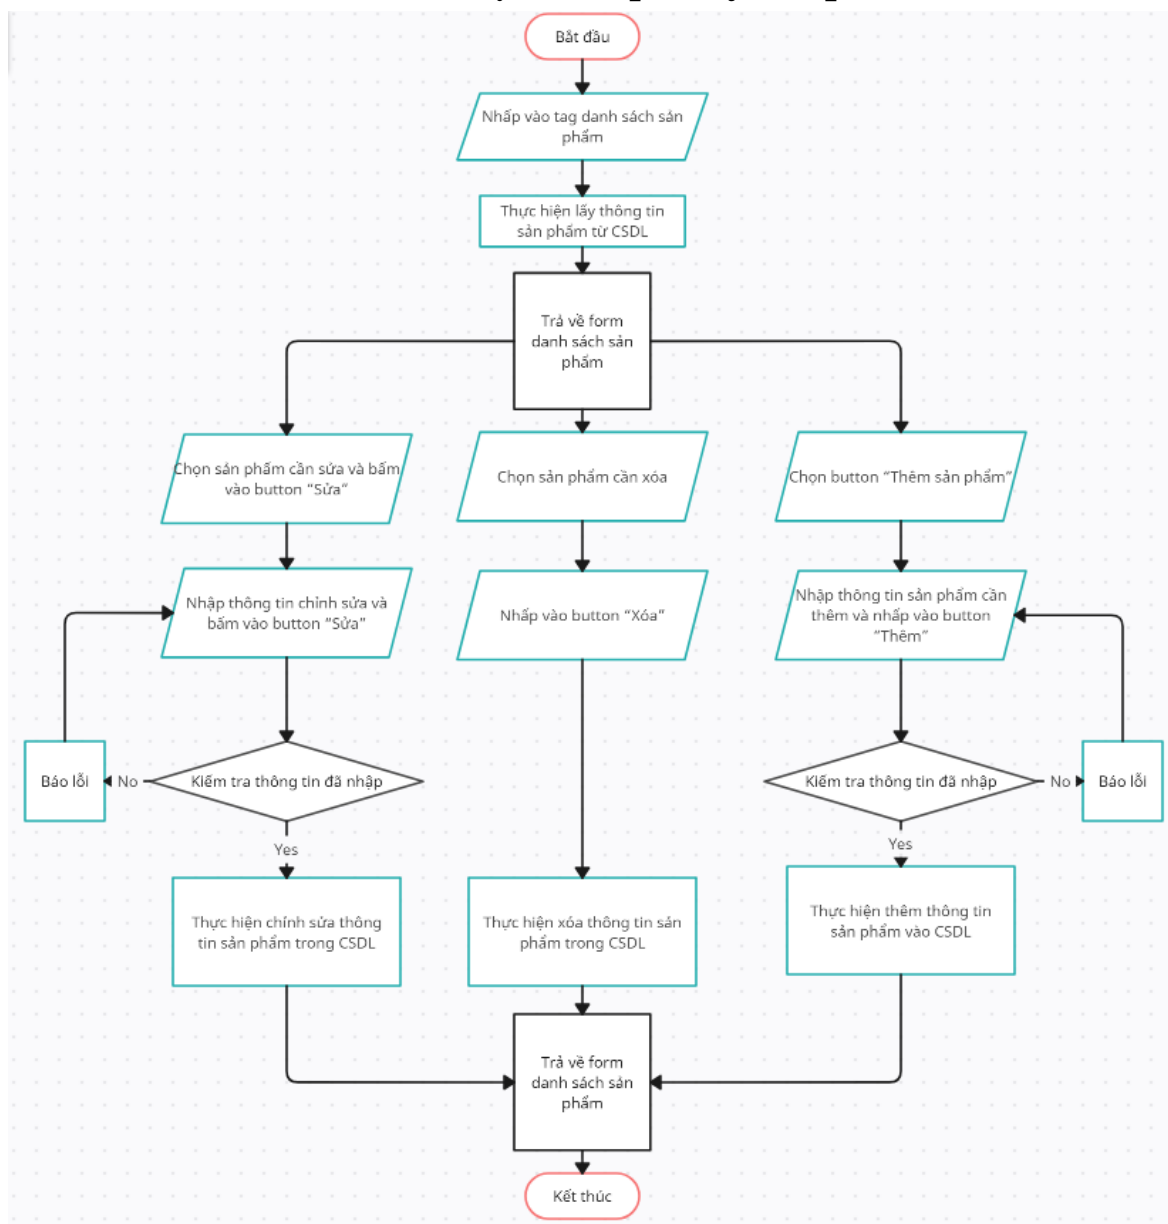 Bắt đầu
Nhấp vào tag danh sách sản
phẩm
Thực hiện lấy thông tin
sản phẩm từ CSDL
Trả về form
danh sách sản
phẩm
Chọn sản phẩm cần sửa và bấm
vào button “Sửa”
Chọn sản phẩm cần xóa
Chọn button “Thêm sản phẩm”
Nhập thông tin chỉnh sửa và
bấm vào button “Sửa”
Nhấp vào button “Xóa”
Nhập thông tin sản phẩm cần
thêm và nhấp vào button
“Thêm”
Báo lỗi
No
Kiểm tra thông tin đã nhập
Kiểm tra thông tin đã nhập
No
Báo lỗi
Yes
Yes
Thực hiện chỉnh sửa thông
tin sản phẩm trong CSDL
Thực hiện xóa thông tin sản
phẩm trong CSDL
Thực hiện thêm thông tin
sản phẩm vào CSDL
Trả về form
danh sách sản
phẩm
Kết thúc